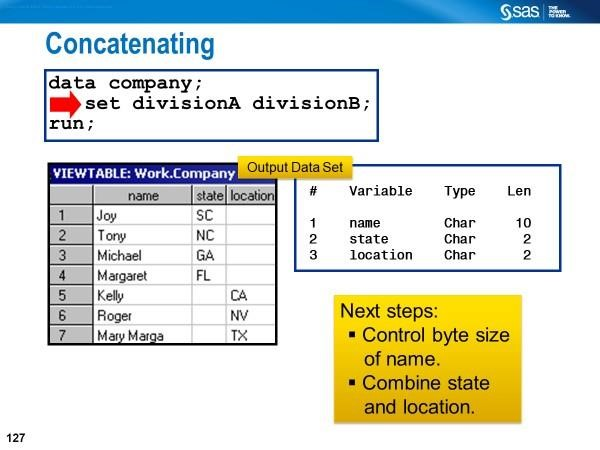 sas THE POWER TO KNOW.
Concatenating
data company;
set divisionA divisionB;
run;
Output Data Set
VIEWTABLE: Work.Company
name state location
1 Joy SC
2 Tony NC
3 Michael GA
4 Margaret FL
5 Kelly CA
6 Roger NV
7 Mary Marga TX
# Variable Type Len
1 name Char 10
2 state Char 2
3 location Char 2
Next steps:
▪ Control byte size
of name.
▪ Combine state
and location.
127